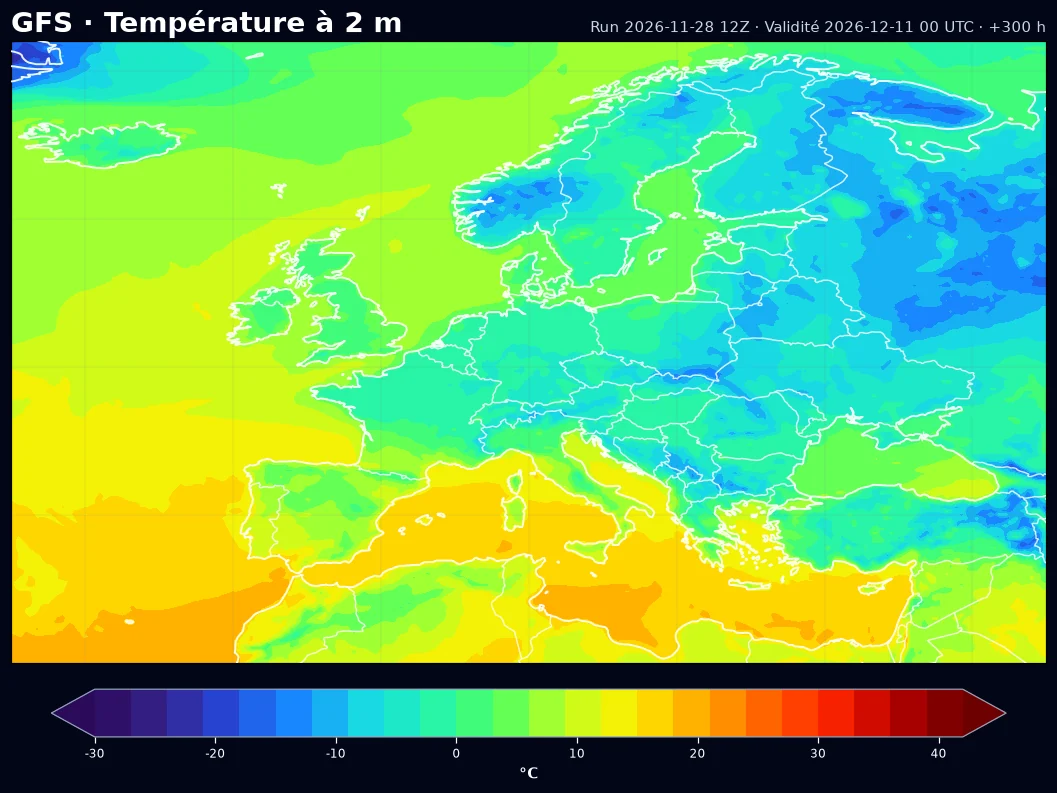 GFS · Température à 2 m
Run 2026-11-28 12Z · Validité 2026-12-11 00 UTC · +300 h
-30 -20 -10 0 10 20 30 40
°C